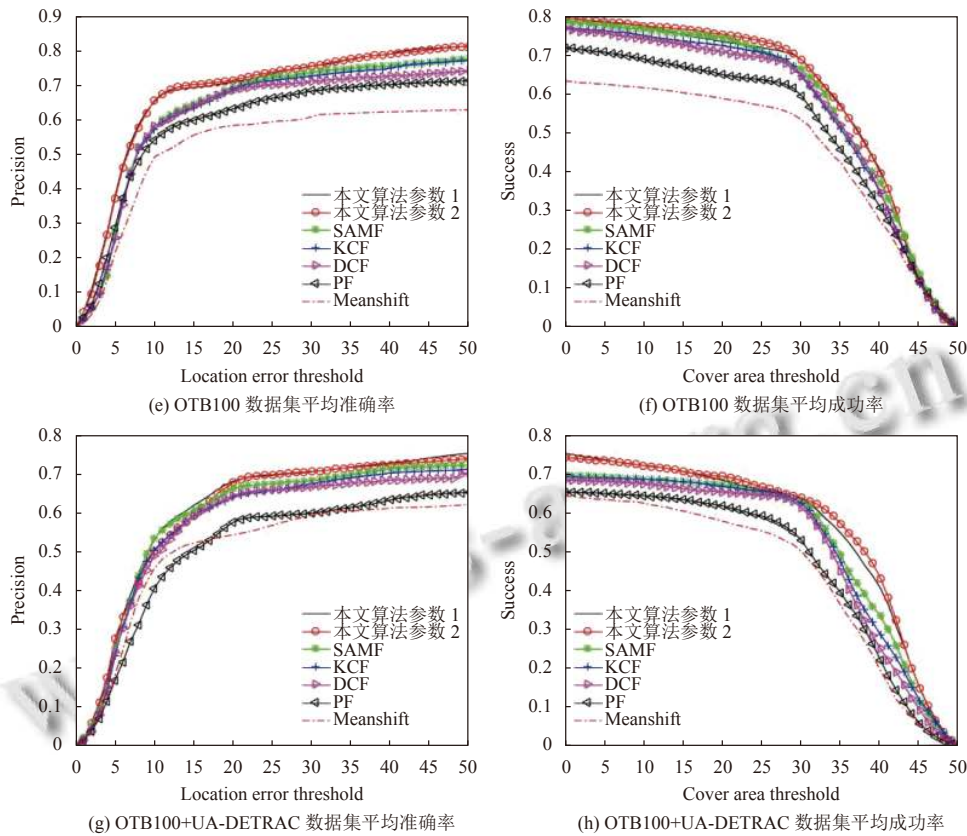 0.9
0.8
0.7
0.6
0.5
0.4
0.3
0.2
0.1
0
Precision
本文算法参数 1
本文算法参数 2
SAMF
KCF
DCF
PF
Meanshift
0 5 10 15 20 25 30 35 40 45 50
Location error threshold
(e) OTB100 数据集平均准确率
0.8
0.7
0.6
0.5
0.4
0.3
0.2
0.1
0
Success
本文算法参数 1
本文算法参数 2
SAMF
KCF
DCF
PF
Meanshift
0 5 10 15 20 25 30 35 40 45 50
Cover area threshold
(f) OTB100 数据集平均成功率
0.8
0.7
0.6
0.5
0.4
0.3
0.2
0.1
0
Precision
本文算法参数 1
本文算法参数 2
SAMF
KCF
DCF
PF
Meanshift
0 5 10 15 20 25 30 35 40 45 50
Location error threshold
(g) OTB100+UA-DETRAC 数据集平均准确率
0.8
0.7
0.6
0.5
0.4
0.3
0.2
0.1
0
Success
本文算法参数 1
本文算法参数 2
SAMF
KCF
DCF
PF
Meanshift
0 5 10 15 20 25 30 35 40 45 50
Cover area threshold
(h) OTB100+UA-DETRAC 数据集平均成功率